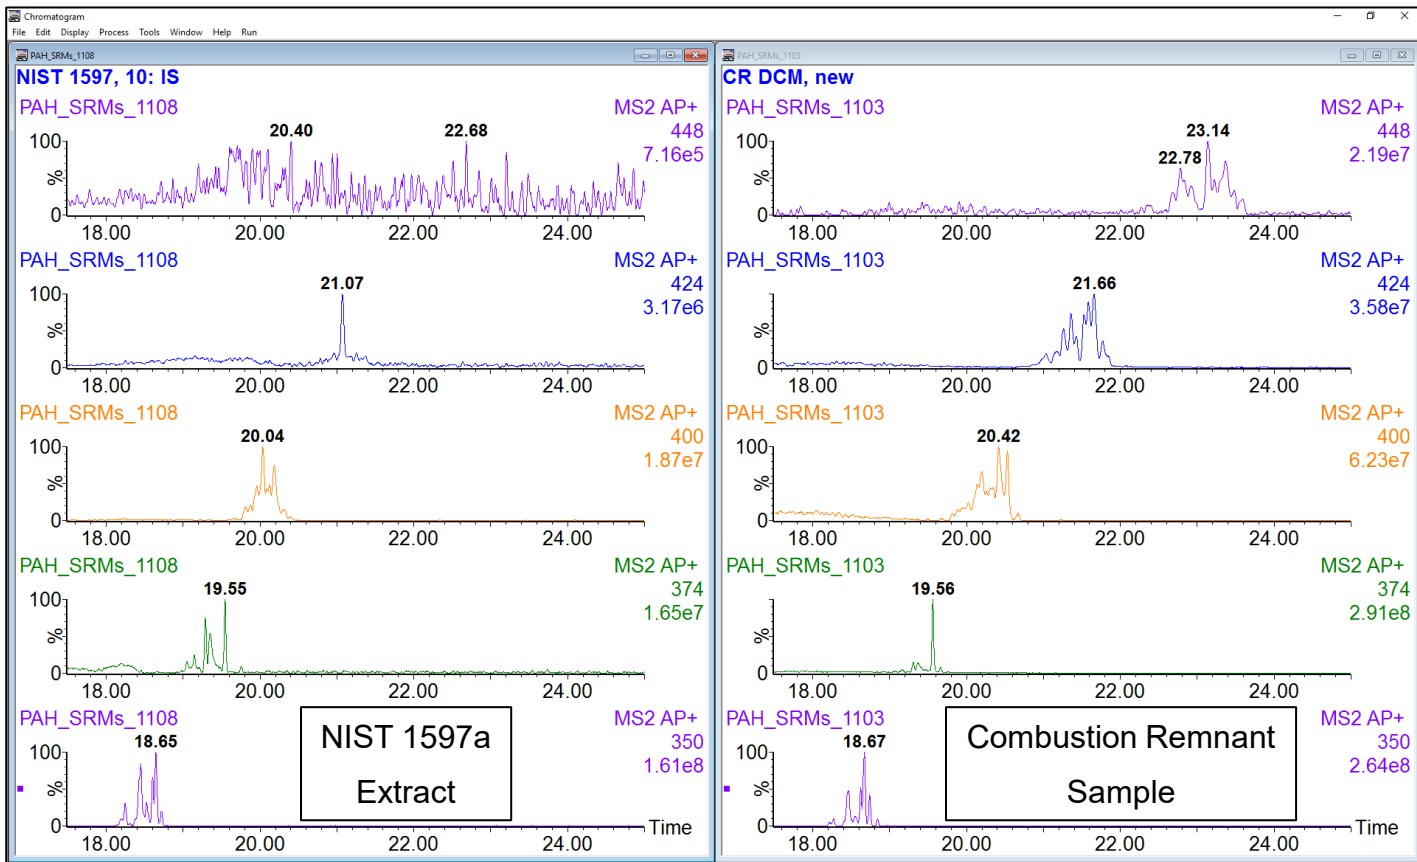 Chromatogram
File Edit Display Process Tools Window Help Run
PAH_SRMs_1108
NIST 1597, 10: IS
PAH_SRMs_1108
MS2 AP+
448
7.16e5
100
%
0
20.40
22.68
18.00 20.00 22.00 24.00
PAH_SRMs_1108
MS2 AP+
424
3.17e6
100
%
0
21.07
18.00 20.00 22.00 24.00
PAH_SRMs_1108
MS2 AP+
400
1.87e7
100
%
0
20.04
18.00 20.00 22.00 24.00
PAH_SRMs_1108
MS2 AP+
374
1.65e7
100
%
0
19.55
18.00 20.00 22.00 24.00
PAH_SRMs_1108
MS2 AP+
350
1.61e8
100
%
0
18.65
NIST 1597a
Extract
Time
18.00 20.00 22.00 24.00
PAH_SRMs_1103
CR DCM, new
PAH_SRMs_1103
MS2 AP+
448
2.19e7
100
%
0
23.14
22.78
18.00 20.00 22.00 24.00
PAH_SRMs_1103
MS2 AP+
424
3.58e7
100
%
0
21.66
18.00 20.00 22.00 24.00
PAH_SRMs_1103
MS2 AP+
400
6.23e7
100
%
0
20.42
18.00 20.00 22.00 24.00
PAH_SRMs_1103
MS2 AP+
374
2.91e8
100
%
0
19.56
18.00 20.00 22.00 24.00
PAH_SRMs_1103
MS2 AP+
350
2.64e8
100
%
0
18.67
Combustion Remnant
Sample
Time
18.00 20.00 22.00 24.00